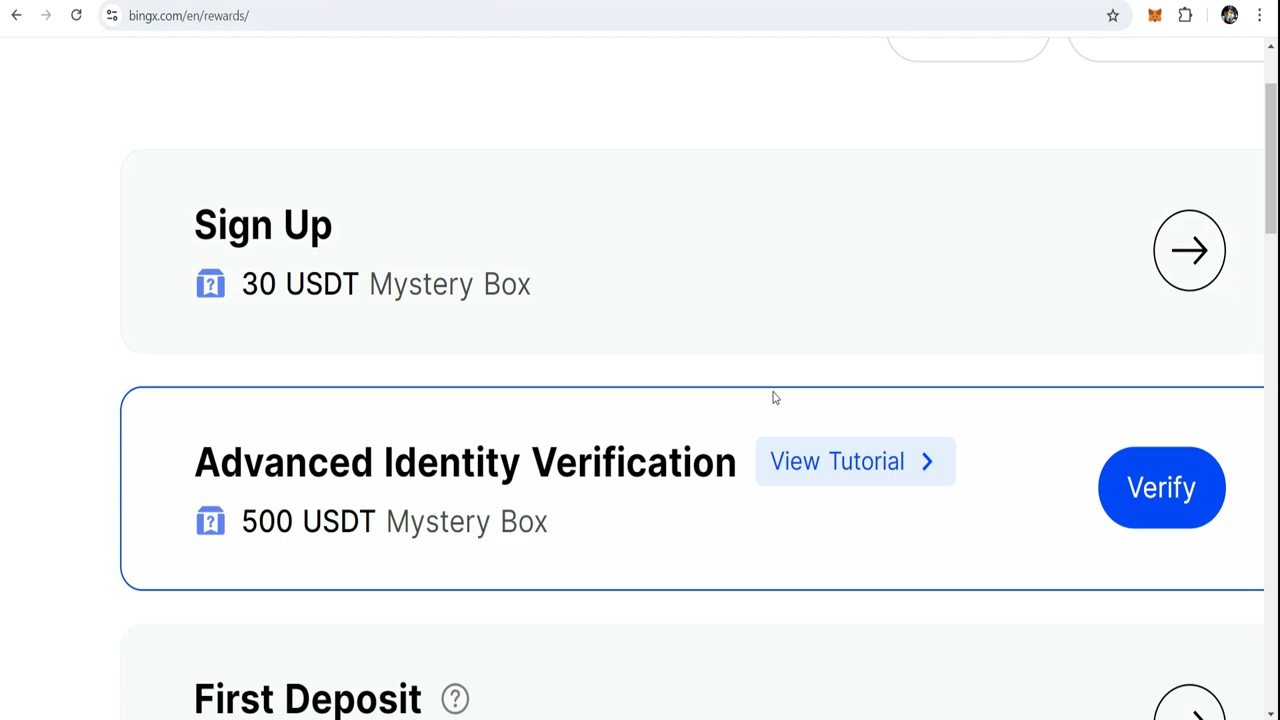 bingx.com/en/rewards/
Sign Up
30 USDT Mystery Box
Advanced Identity Verification View Tutorial
Verify
500 USDT Mystery Box
First Deposit